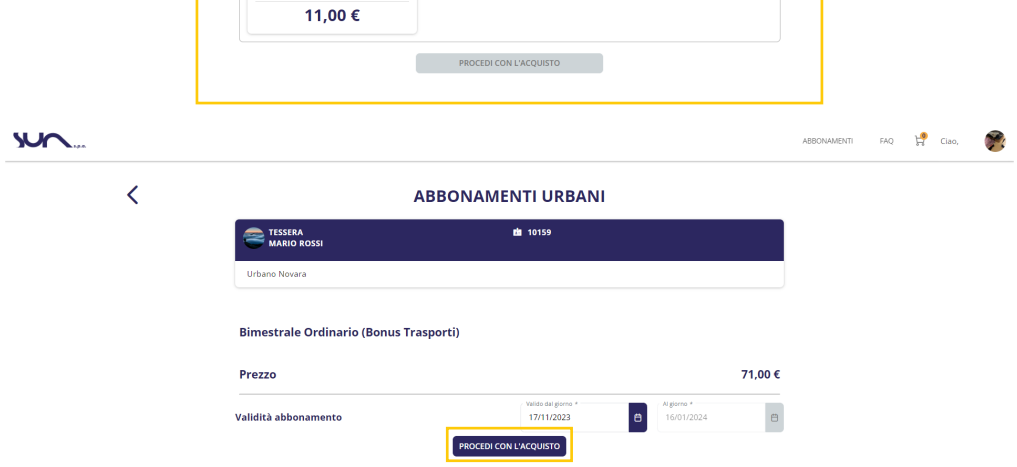 11,00 €
PROCEDI CON L'ACQUISTO
SUN s.p.a.
ABBONAMENTI FAQ 0 Ciao,
ABBONAMENTI URBANI
TESSERA
MARIO ROSSI
10159
Urbano Novara
Bimestrale Ordinario (Bonus Trasporti)
Prezzo 71,00 €
Valido dal giorno * Al giorno *
Validità abbonamento 17/11/2023 16/01/2024
PROCEDI CON L'ACQUISTO